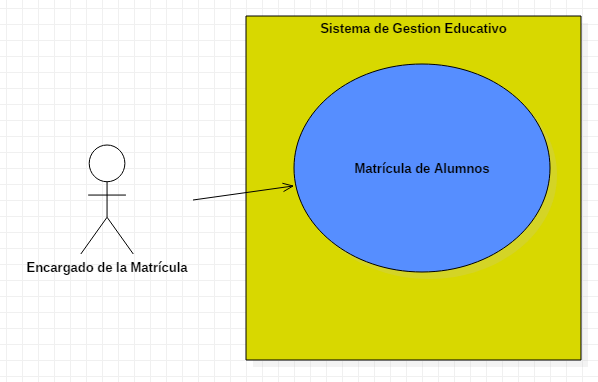 Sistema de Gestion Educativo
Matrícula de Alumnos
Encargado de la Matrícula